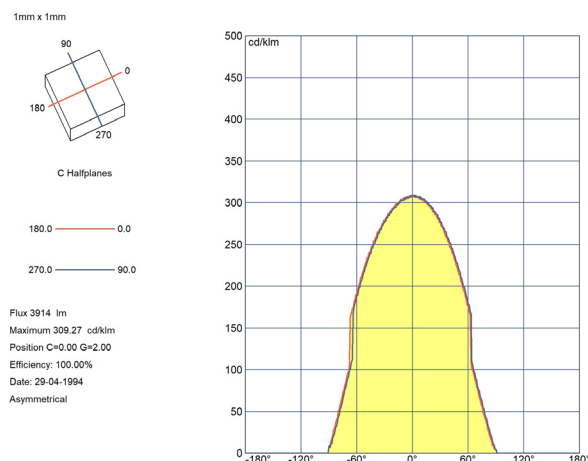 1mm x 1mm
90
0
180
270
C Halfplanes
180.0 0.0
270.0 90.0
Flux 3914 lm
Maximum 309.27 cd/klm
Position C=0.00 G=2.00
Efficiency: 100.00%
Date: 29-04-1994
Asymmetrical
500
cd/klm
450
400
350
300
250
200
150
100
50
0
-180° -120° -60° 0° 60° 120° 180°